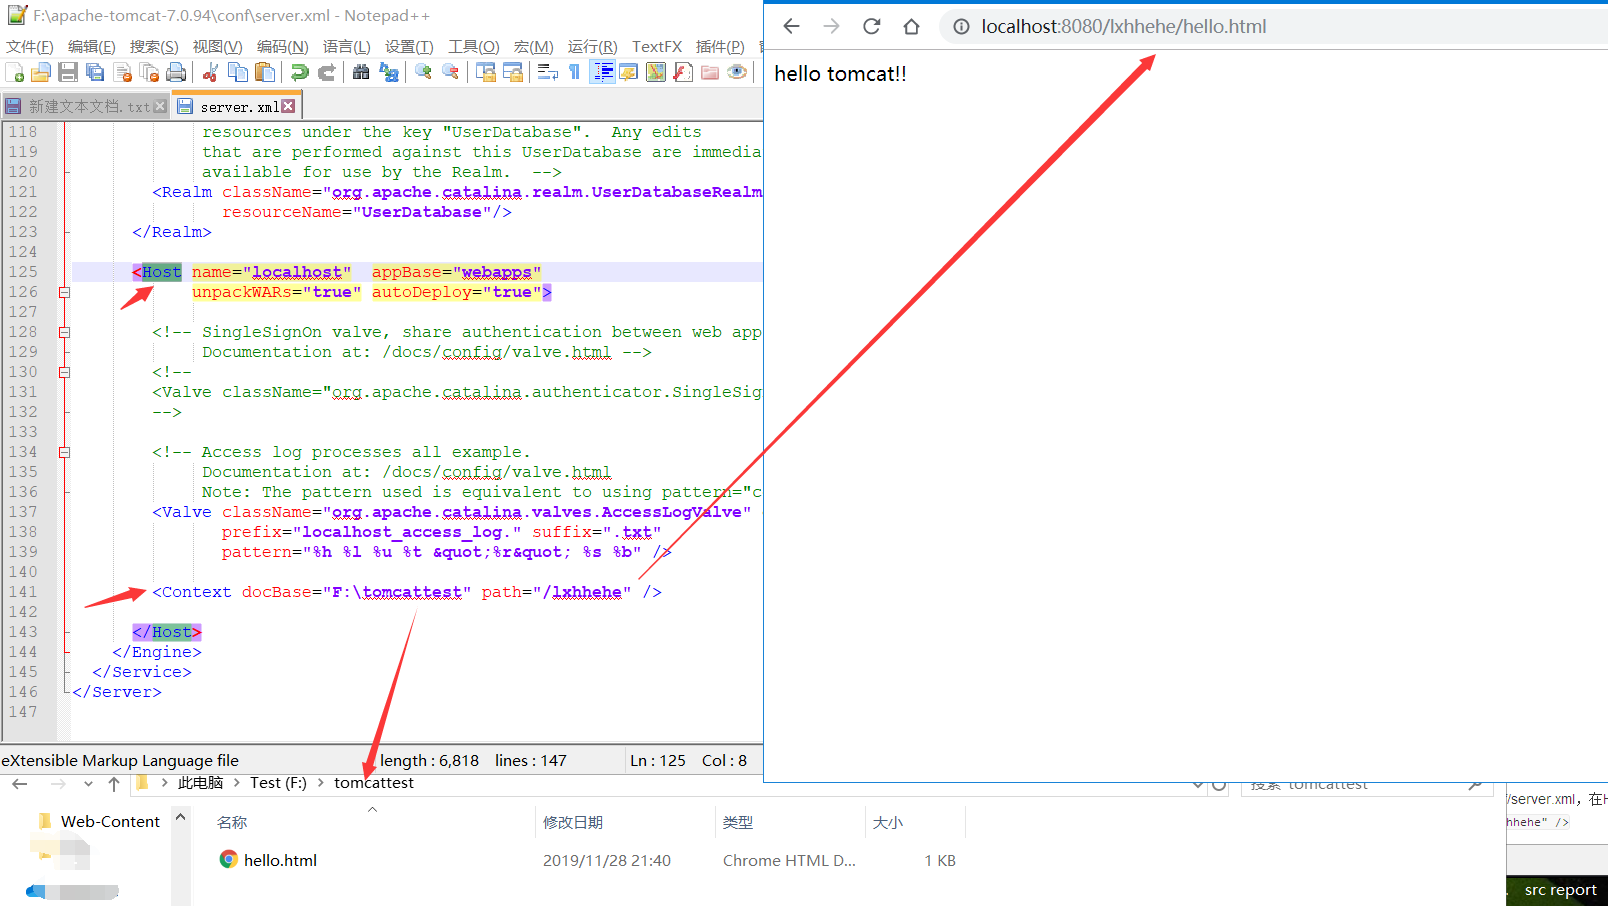 F:\apache-tomcat-7.0.94\conf\server.xml - Notepad++
文件(F) 编辑(E) 搜索(S) 视图(V) 编码(N) 语言(L) 设置(T) 工具(O) 宏(M) 运行(R) TextFX 插件(P)
新建文本文档.txt server.xml
118 resources under the key "UserDatabase". Any edits
119 that are performed against this UserDatabase are immedia
120 available for use by the Realm. -->
121 <Realm className="org.apache.catalina.realm.UserDatabaseRealm
122 resourceName="UserDatabase"/>
123 </Realm>
124
125 <Host name="localhost" appBase="webapps"
126 unpackWARs="true" autoDeploy="true">
127
128 <!-- SingleSignOn valve, share authentication between web app
129 Documentation at: /docs/config/valve.html -->
130 <!--
131 <Valve className="org.apache.catalina.authenticator.SingleSig
132 -->
133
134 <!-- Access log processes all example.
135 Documentation at: /docs/config/valve.html
136 Note: The pattern used is equivalent to using pattern="c
137 <Valve className="org.apache.catalina.valves.AccessLogValve"
138 prefix="localhost_access_log." suffix=".txt"
139 pattern="%h %l %u %t &quot;%r&quot; %s %b" />
140
141 <Context docBase="F:\tomcattest" path="/lxhhehe" />
142
143 </Host>
144 </Engine>
145 </Service>
146 </Server>
147
eXtensible Markup Language file length : 6,818 lines : 147 Ln : 125 Col : 8
localhost:8080/lxhhehe/hello.html
hello tomcat!!
此电脑 Test (F:) tomcattest
搜索"tomcattest"
Web-Content
名称 修改日期 类型 大小
hello.html 2019/11/28 21:40 Chrome HTML D... 1 KB
/server.xml，在H
hhehe" />
src report